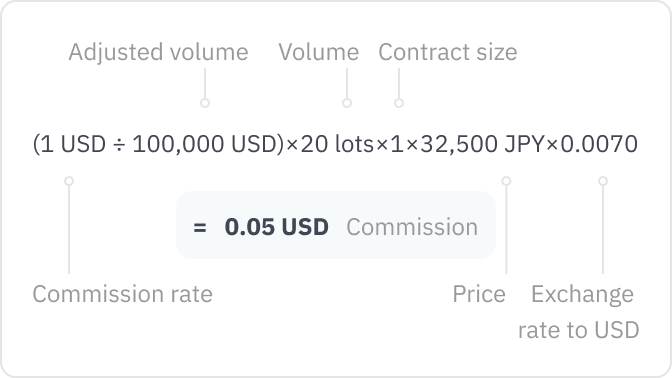 Adjusted volume Volume Contract size
(1 USD ÷ 100,000 USD)×20 lots×1×32,500 JPY×0.0070
= 0.05 USD Commission
Commission rate Price Exchange
rate to USD